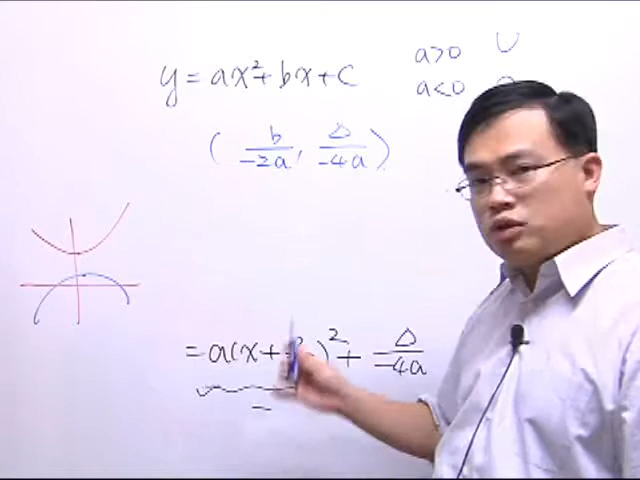 y = ax²+bx+c
a>0 ∪
a<0
( b/-2a, Δ/-4a )
= a(x+ )²+ Δ/-4a